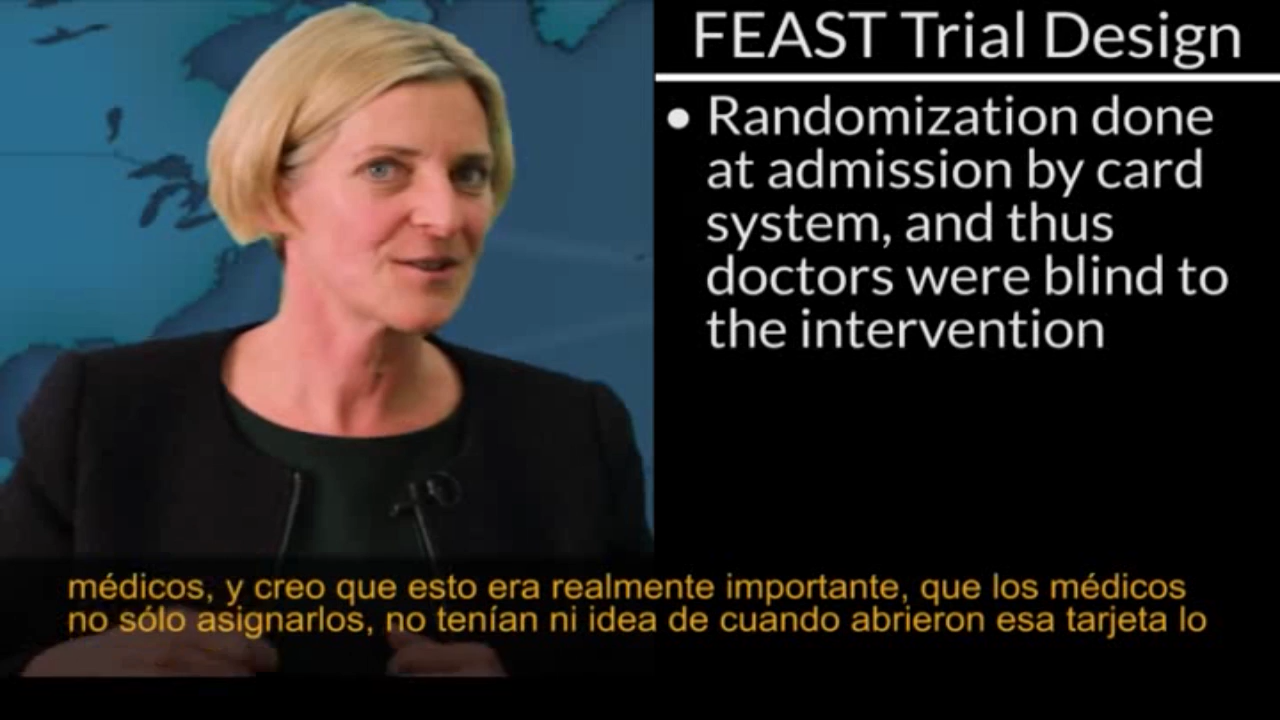 FEAST Trial Design
• Randomization done
at admission by card
system, and thus
doctors were blind to
the intervention
médicos, y creo que esto era realmente importante, que los médicos
no sólo asignarlos, no tenían ni idea de cuando abrieron esa tarjeta lo